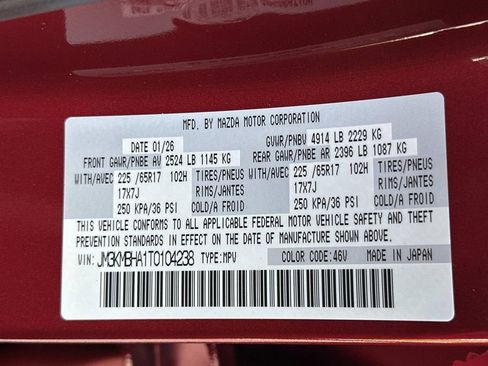 MFD. BY MAZDA MOTOR CORPORATION
DATE 01/26 GVWR/PNBV 4914 LB 2229 KG
FRONT GAWR/PNBE AV 2524 LB 1145 KG REAR GAWR/PNBE AR 2396 LB 1087 KG
WITH/AVEC 225 /65R17 102H TIRES/PNEUS WITH/AVEC 225 /65R17 102H TIRES/PNEUS
17X7J RIMS/JANTES 17X7J RIMS/JANTES
250 KPA/36 PSI COLD/A FROID 250 KPA/36 PSI COLD/A FROID
THIS VEHICLE CONFORMS TO ALL APPLICABLE FEDERAL MOTOR VEHICLE SAFETY AND THEFT
PREVENTION STANDARDS IN EFFECT ON THE DATE OF MANUFACTURE SHOWN ABOVE.
VIN: JM3KMBHA1T0104238 TYPE: MPV COLOR CODE: 46V MADE IN JAPAN